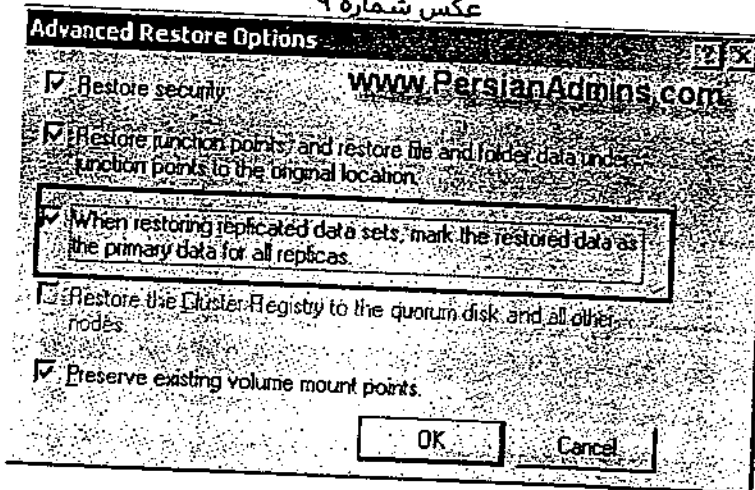 عکس شماره ۹
Advanced Restore Options
www.PersianAdmins.com
Restore security.
Restore junction points, and restore file and folder data under
junction points to the original location.
When restoring replicated data sets, mark the restored data as
the primary data for all replicas.
Restore the Cluster Registry to the quorum disk and all other
nodes.
Preserve existing volume mount points.
OK
Cancel